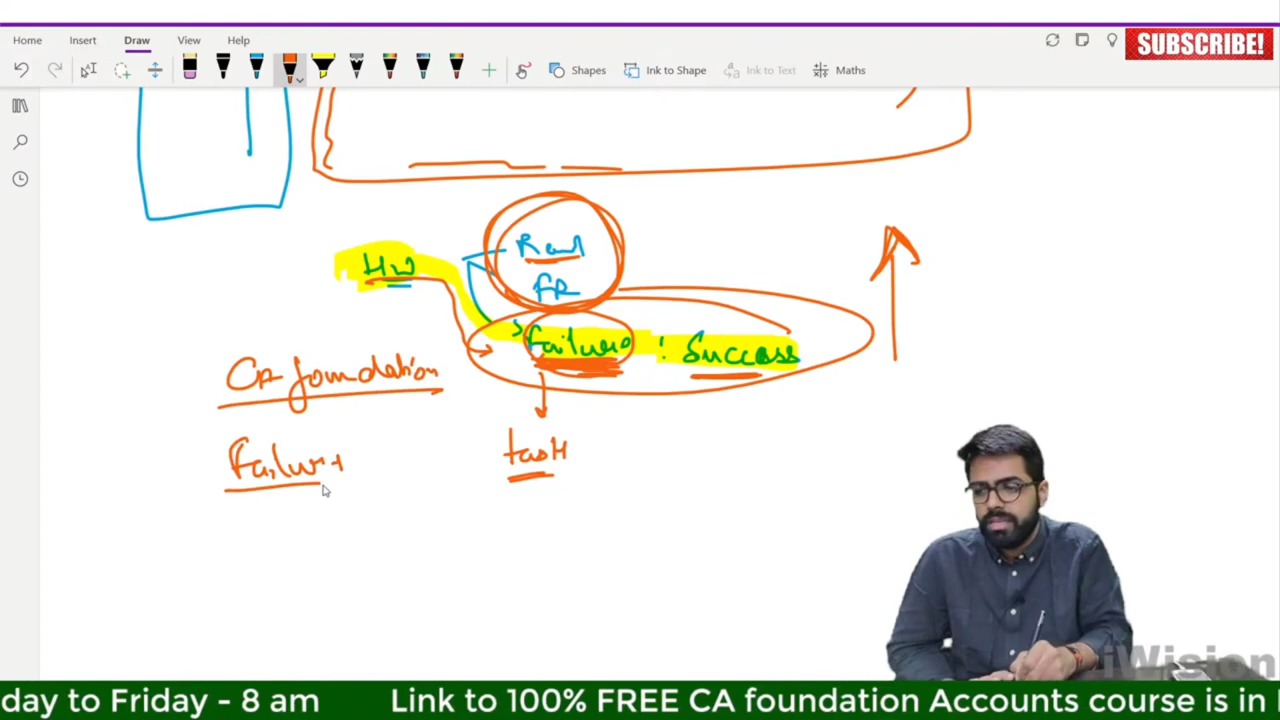 Home Insert Draw View Help
SUBSCRIBE!
Shapes Ink to Shape Ink to Text Maths
HW
FR
Failure : Success
CA foundation
Failure
task
iWision
day to Friday - 8 am Link to 100% FREE CA foundation Accounts course is in